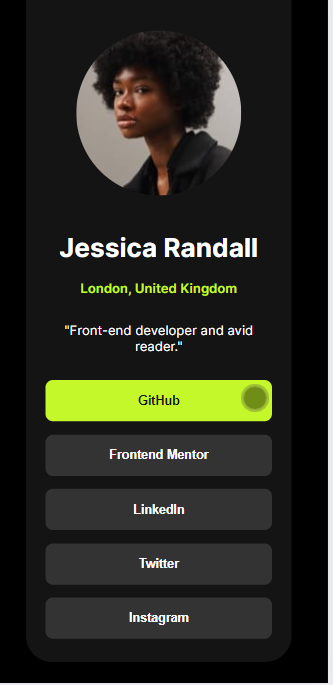 Jessica Randall
London, United Kingdom
"Front-end developer and avid
reader."
GitHub
Frontend Mentor
LinkedIn
Twitter
Instagram